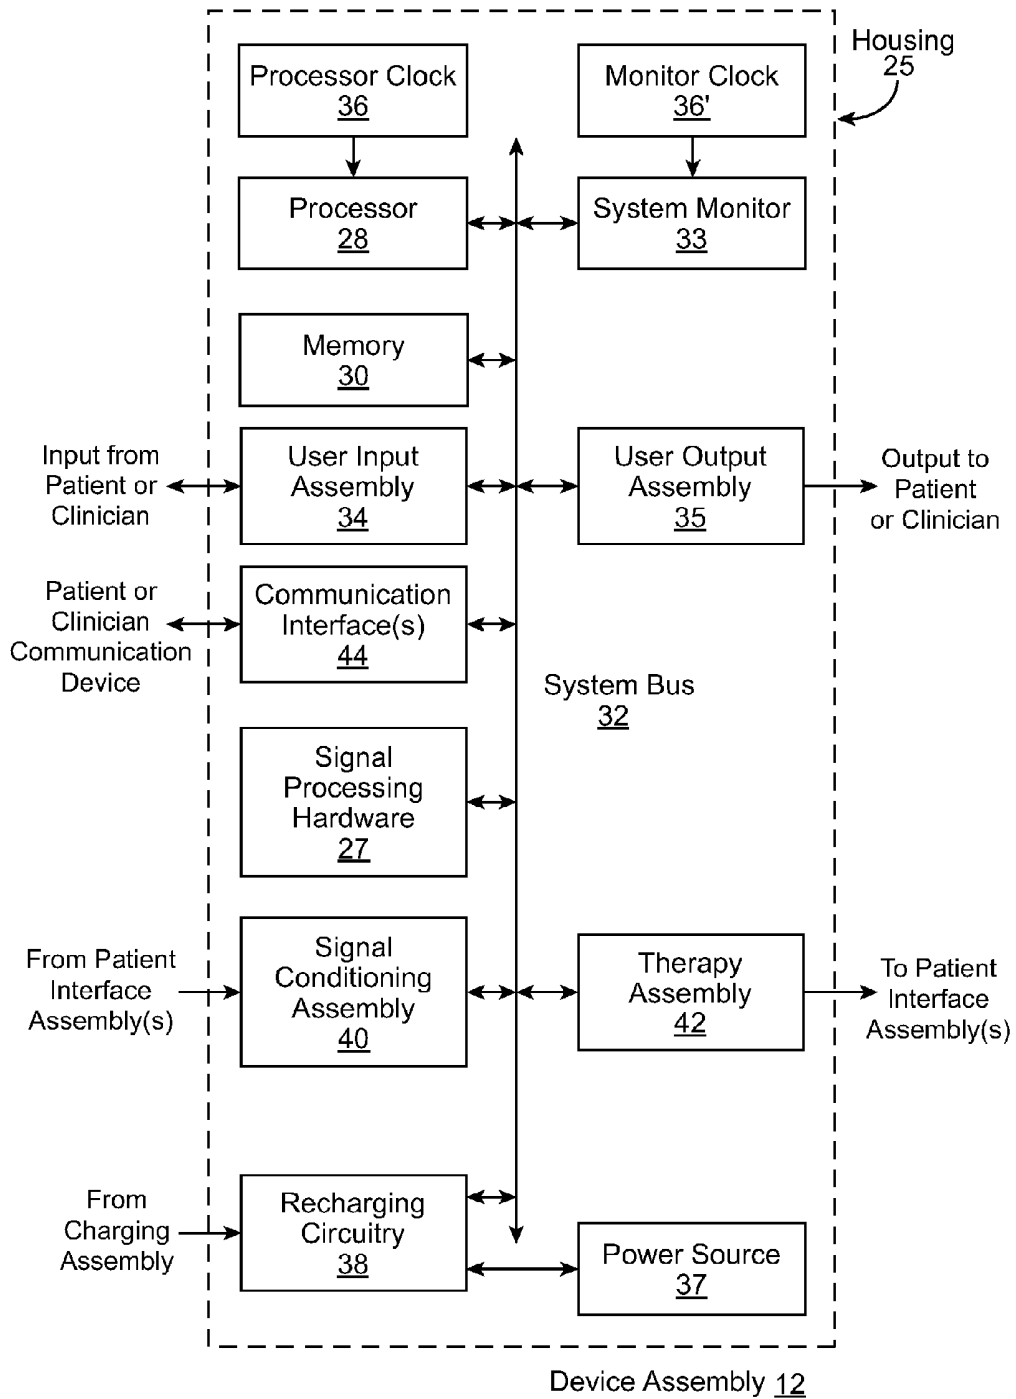 Housing
25
Processor Clock
36
Monitor Clock
36'
Processor
28
System Monitor
33
Memory
30
Input from
Patient or
Clinician
User Input
Assembly
34
User Output
Assembly
35
Output to
Patient
or Clinician
Patient or
Clinician
Communication
Device
Communication
Interface(s)
44
System Bus
32
Signal
Processing
Hardware
27
From Patient
Interface
Assembly(s)
Signal
Conditioning
Assembly
40
Therapy
Assembly
42
To Patient
Interface
Assembly(s)
From
Charging
Assembly
Recharging
Circuitry
38
Power Source
37
Device Assembly 12